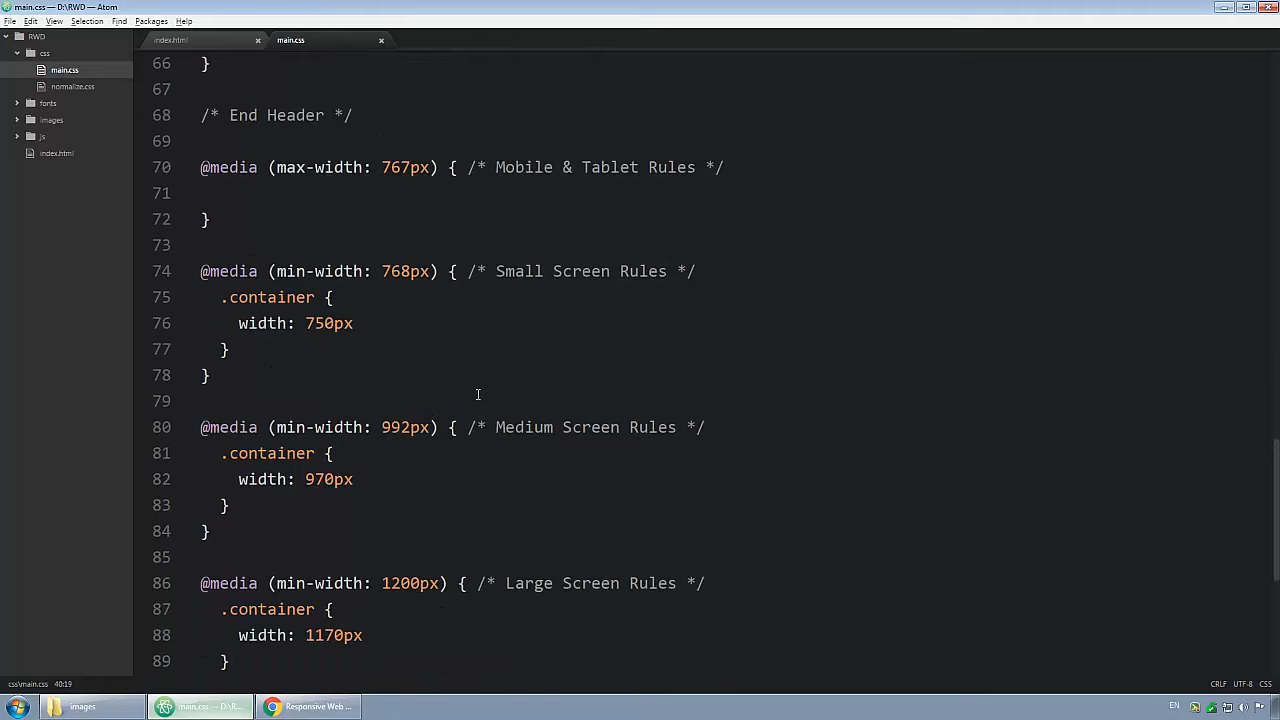 main.css — D:\RWD — Atom
File Edit View Selection Find Packages Help
RWD
css
main.css
normalize.css
fonts
images
js
index.html
index.html
main.css
66 }
67
68 /* End Header */
69
70 @media (max-width: 767px) { /* Mobile & Tablet Rules */
71
72 }
73
74 @media (min-width: 768px) { /* Small Screen Rules */
75 .container {
76 width: 750px
77 }
78 }
79
80 @media (min-width: 992px) { /* Medium Screen Rules */
81 .container {
82 width: 970px
83 }
84 }
85
86 @media (min-width: 1200px) { /* Large Screen Rules */
87 .container {
88 width: 1170px
89 }
css\main.css 40:19 CRLF UTF-8 CSS
images main.css — D:\R... Responsive Web ... EN